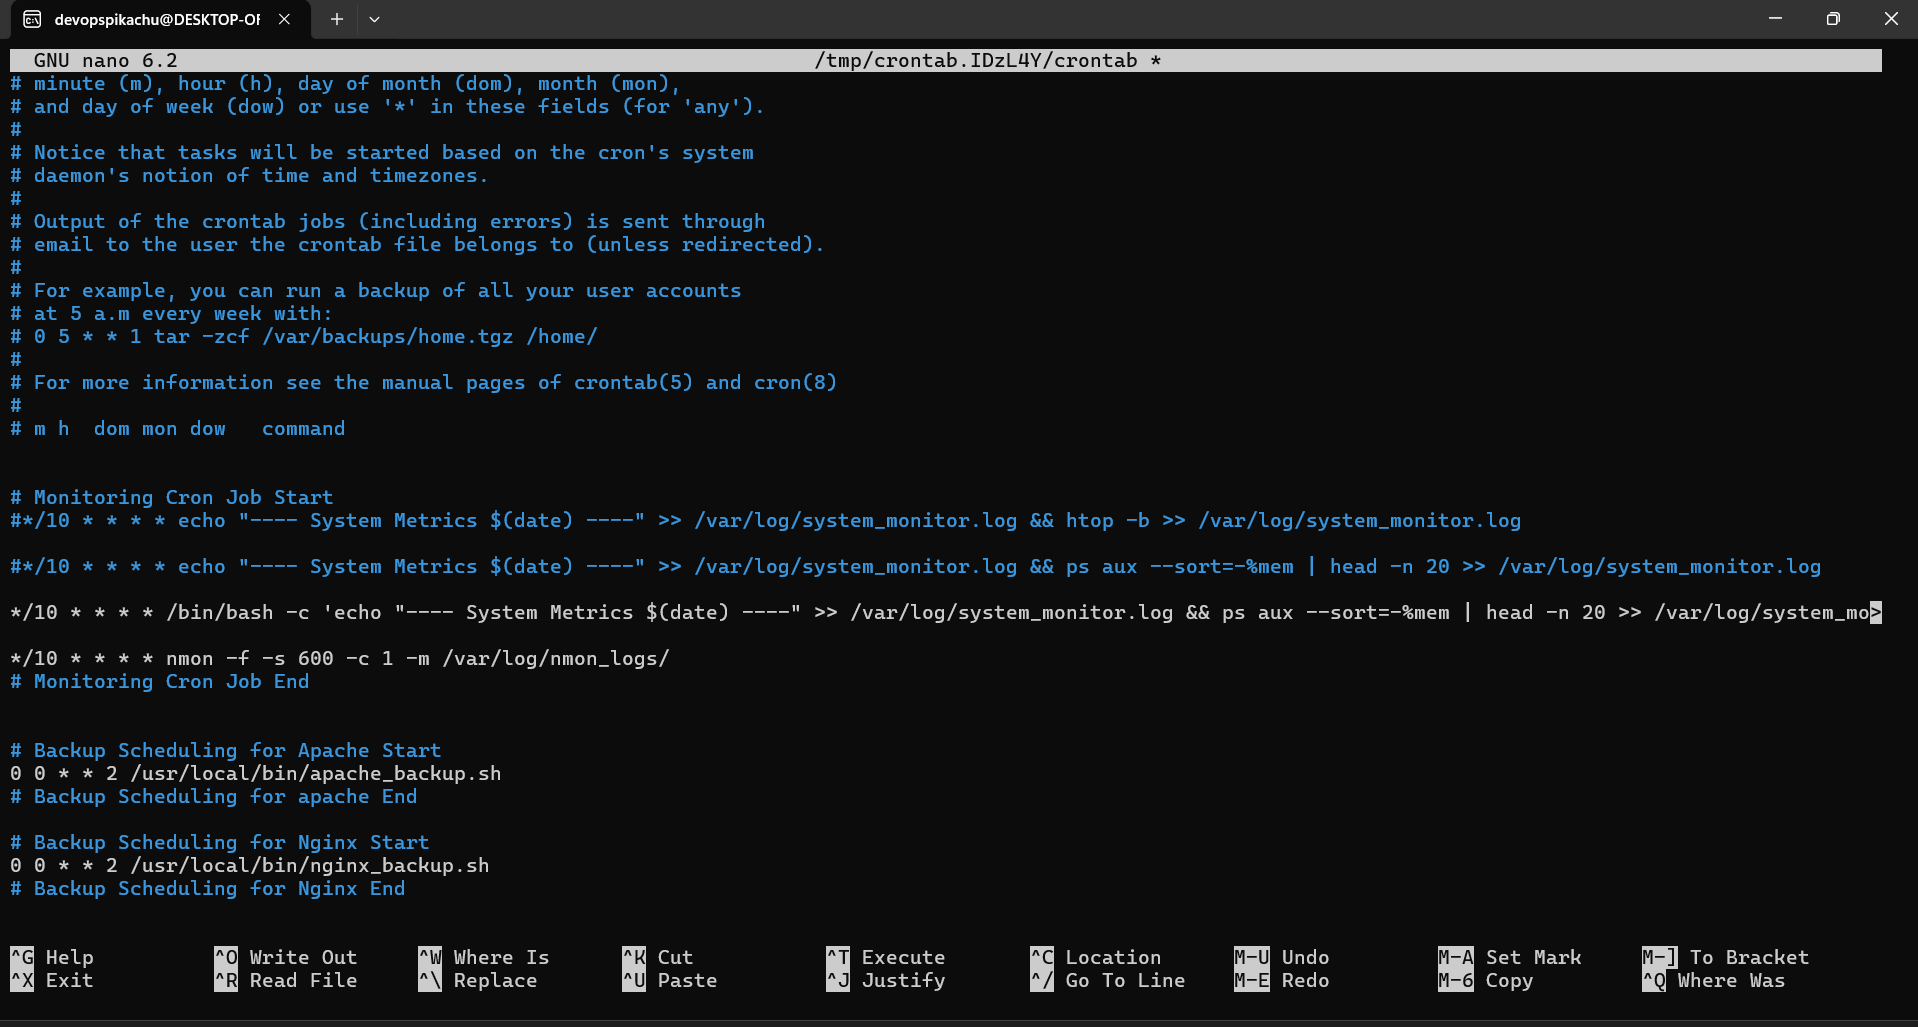 devopspikachu@DESKTOP-OF
GNU nano 6.2 /tmp/crontab.IDzL4Y/crontab *
# minute (m), hour (h), day of month (dom), month (mon),
# and day of week (dow) or use '*' in these fields (for 'any').
#
# Notice that tasks will be started based on the cron's system
# daemon's notion of time and timezones.
#
# Output of the crontab jobs (including errors) is sent through
# email to the user the crontab file belongs to (unless redirected).
#
# For example, you can run a backup of all your user accounts
# at 5 a.m every week with:
# 0 5 * * 1 tar -zcf /var/backups/home.tgz /home/
#
# For more information see the manual pages of crontab(5) and cron(8)
#
# m h  dom mon dow   command
# Monitoring Cron Job Start
#*/10 * * * * echo "---- System Metrics $(date) ----" >> /var/log/system_monitor.log && htop -b >> /var/log/system_monitor.log
#*/10 * * * * echo "---- System Metrics $(date) ----" >> /var/log/system_monitor.log && ps aux --sort=-%mem | head -n 20 >> /var/log/system_monitor.log
*/10 * * * * /bin/bash -c 'echo "---- System Metrics $(date) ----" >> /var/log/system_monitor.log && ps aux --sort=-%mem | head -n 20 >> /var/log/system_mo>
*/10 * * * * nmon -f -s 600 -c 1 -m /var/log/nmon_logs/
# Monitoring Cron Job End
# Backup Scheduling for Apache Start
0 0 * * 2 /usr/local/bin/apache_backup.sh
# Backup Scheduling for apache End
# Backup Scheduling for Nginx Start
0 0 * * 2 /usr/local/bin/nginx_backup.sh
# Backup Scheduling for Nginx End
^G Help ^O Write Out ^W Where Is ^K Cut ^T Execute ^C Location M-U Undo M-A Set Mark M-] To Bracket
^X Exit ^R Read File ^\ Replace ^U Paste ^J Justify ^/ Go To Line M-E Redo M-6 Copy ^Q Where Was